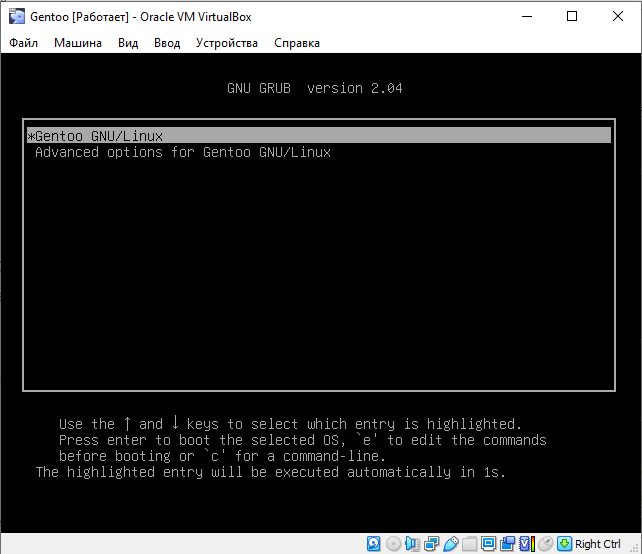 Gentoo [Работает] - Oracle VM VirtualBox
Файл Машина Вид Ввод Устройства Справка
GNU GRUB version 2.04
*Gentoo GNU/Linux
Advanced options for Gentoo GNU/Linux
Use the ↑ and ↓ keys to select which entry is highlighted.
Press enter to boot the selected OS, `e' to edit the commands
before booting or `c' for a command-line.
The highlighted entry will be executed automatically in 1s.
Right Ctrl